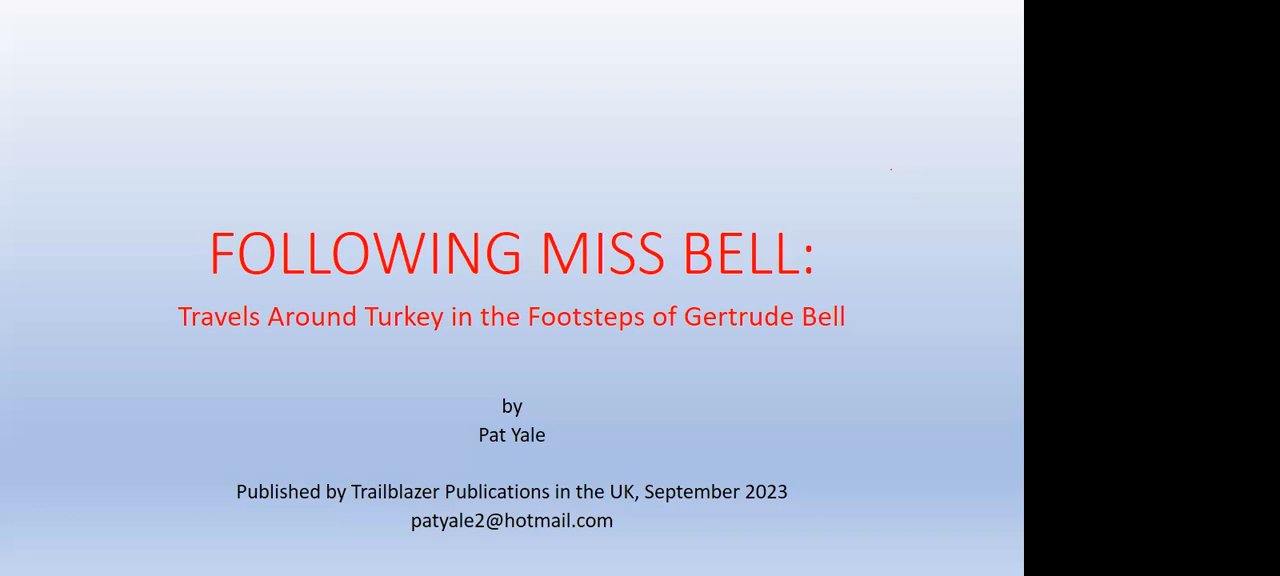 FOLLOWING MISS BELL:
Travels Around Turkey in the Footsteps of Gertrude Bell
by
Pat Yale
Published by Trailblazer Publications in the UK, September 2023
patyale2@hotmail.com